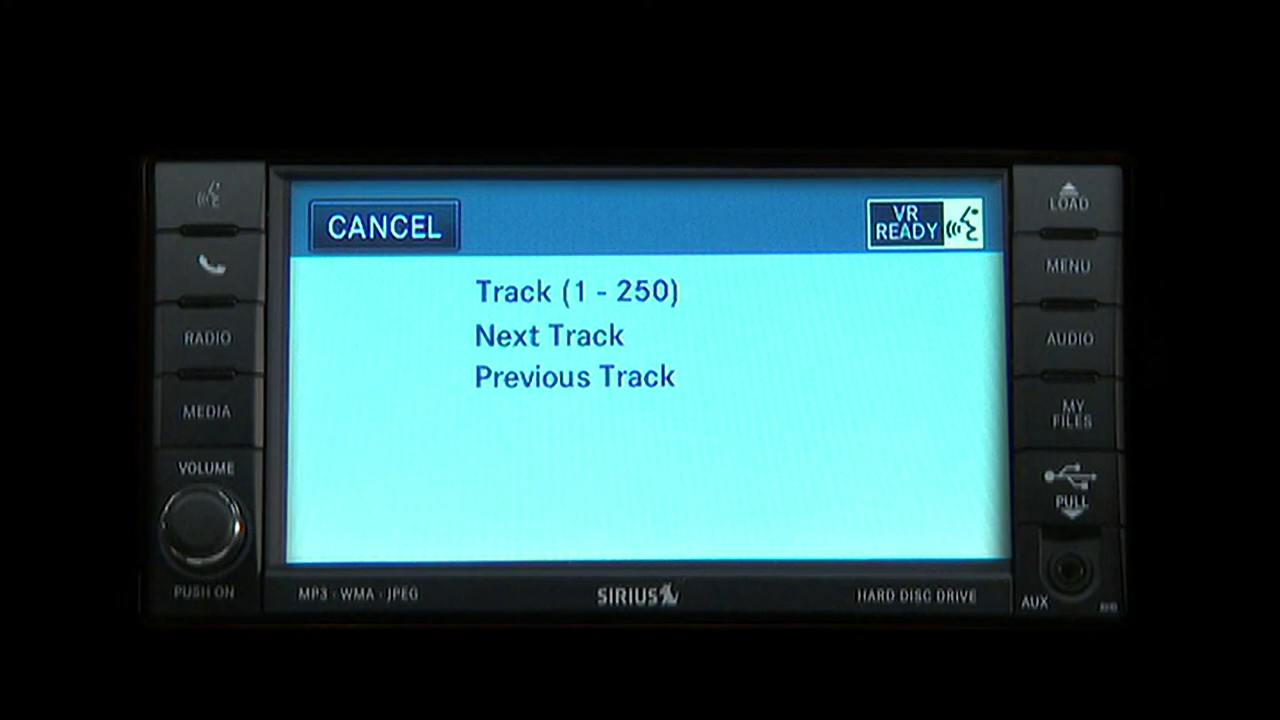 CANCEL
VR
READY
Track (1 - 250)
Next Track
Previous Track
RADIO
MEDIA
VOLUME
PUSH ON
LOAD
MENU
AUDIO
MY
FILES
PULL
AUX
MP3 · WMA · JPEG
SIRIUS
HARD DISC DRIVE